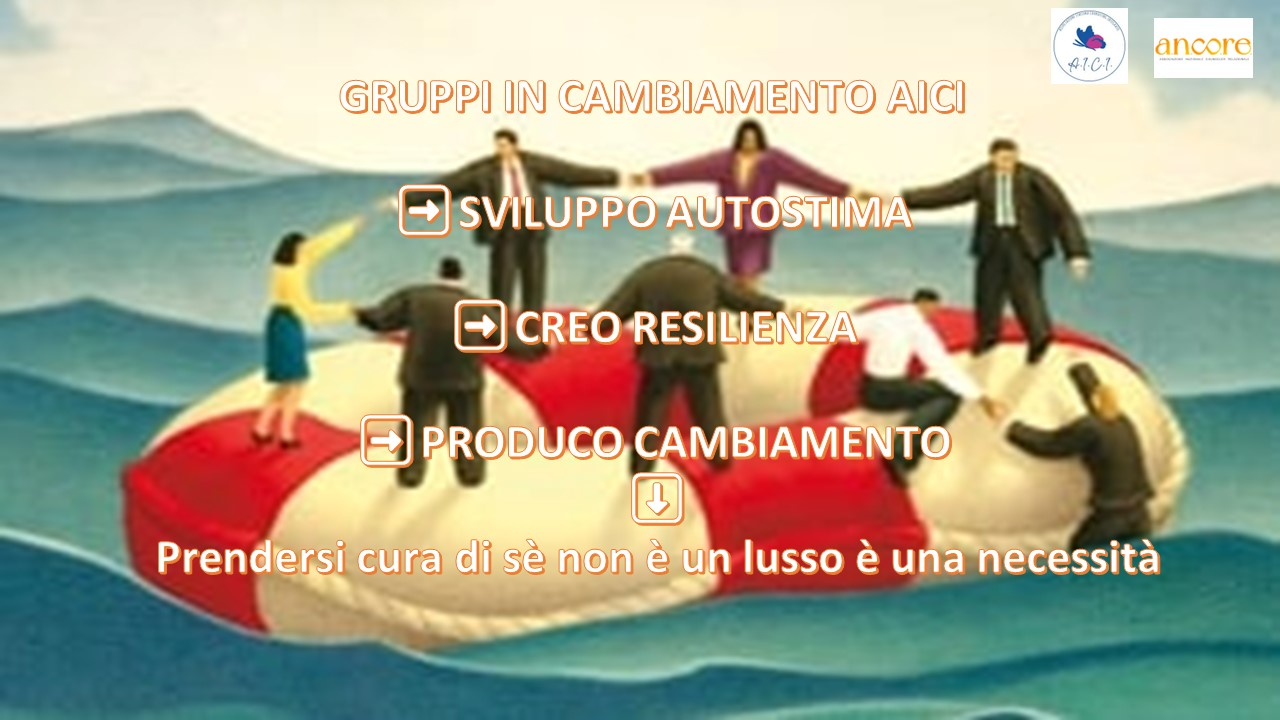 A.I.C.I.
ancore
GRUPPI IN CAMBIAMENTO AICI
➡ SVILUPPO AUTOSTIMA
➡ CREO RESILIENZA
➡ PRODUCO CAMBIAMENTO
⬇
Prendersi cura di sè non è un lusso è una necessità